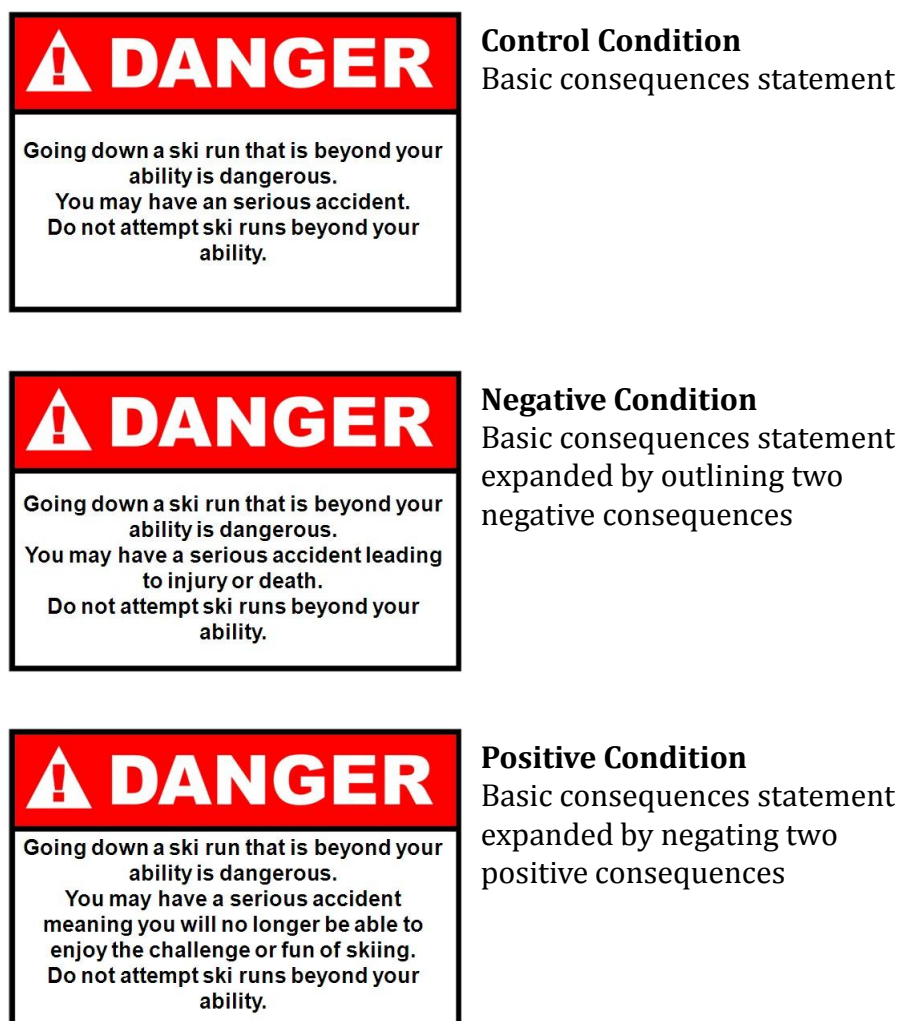 DANGER
Going down a ski run that is beyond your
ability is dangerous.
You may have an serious accident.
Do not attempt ski runs beyond your
ability.
Control Condition
Basic consequences statement
DANGER
Going down a ski run that is beyond your
ability is dangerous.
You may have a serious accident leading
to injury or death.
Do not attempt ski runs beyond your
ability.
Negative Condition
Basic consequences statement
expanded by outlining two
negative consequences
DANGER
Going down a ski run that is beyond your
ability is dangerous.
You may have a serious accident
meaning you will no longer be able to
enjoy the challenge or fun of skiing.
Do not attempt ski runs beyond your
ability.
Positive Condition
Basic consequences statement
expanded by negating two
positive consequences